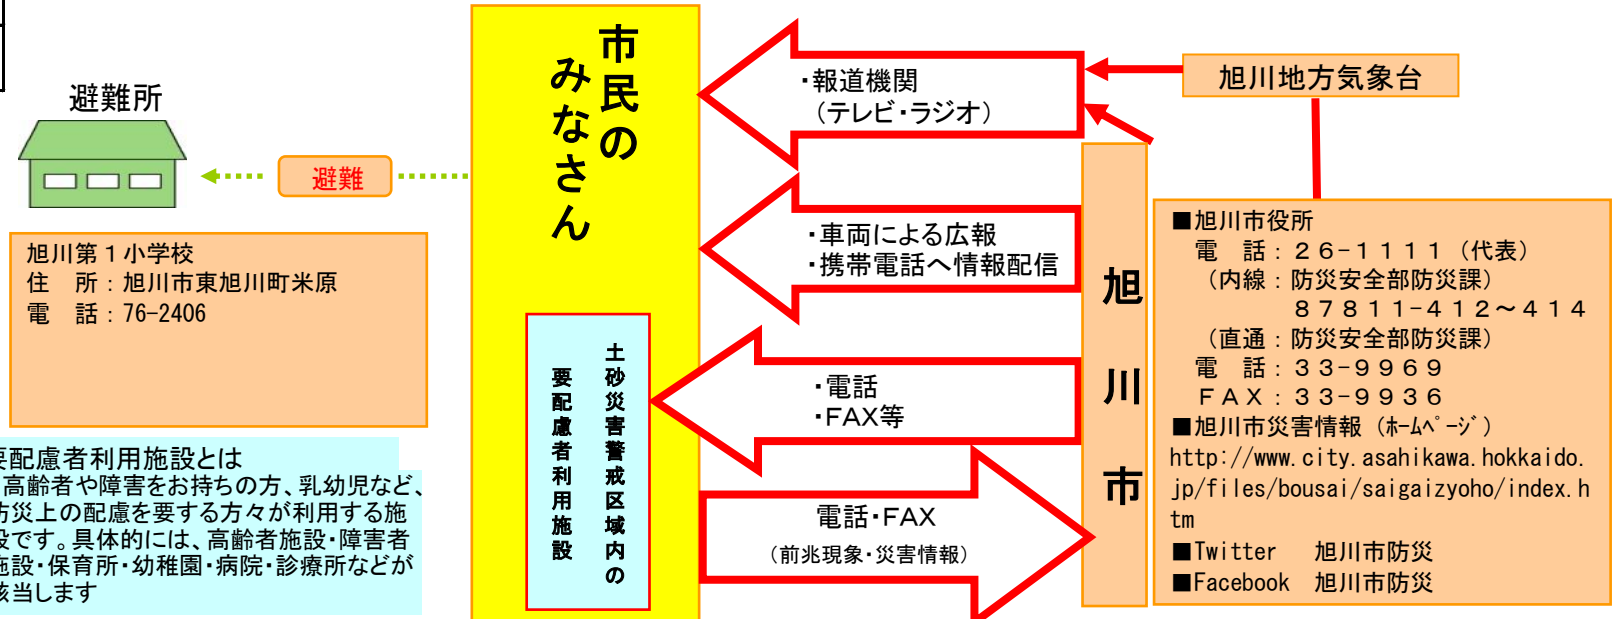 避難所
避難
旭川第１小学校
住　所：旭川市東旭川町米原
電　話：76-2406
要配慮者利用施設とは
高齢者や障害をお持ちの方、乳幼児など、
防災上の配慮を要する方々が利用する施
設です。具体的には、高齢者施設・障害者
施設・保育所・幼稚園・病院・診療所などが
該当します
市民の
みなさん
土砂災害警戒区域内の
要配慮者利用施設
・報道機関
（テレビ・ラジオ）
・車両による広報
・携帯電話へ情報配信
・電話
・FAX等
電話・FAX
（前兆現象・災害情報）
旭川市
旭川地方気象台
■旭川市役所
電　話：２６−１１１１（代表）
（内線：防災安全部防災課）
８７８１１−４１２～４１４
（直通：防災安全部防災課）
電　話：３３−９９６９
ＦＡＸ：３３−９９３６
■旭川市災害情報（ﾎｰﾑﾍﾟｰｼﾞ）
http://www.city.asahikawa.hokkaido.
jp/files/bousai/saigaizyoho/index.h
tm
■Twitter　旭川市防災
■Facebook　旭川市防災